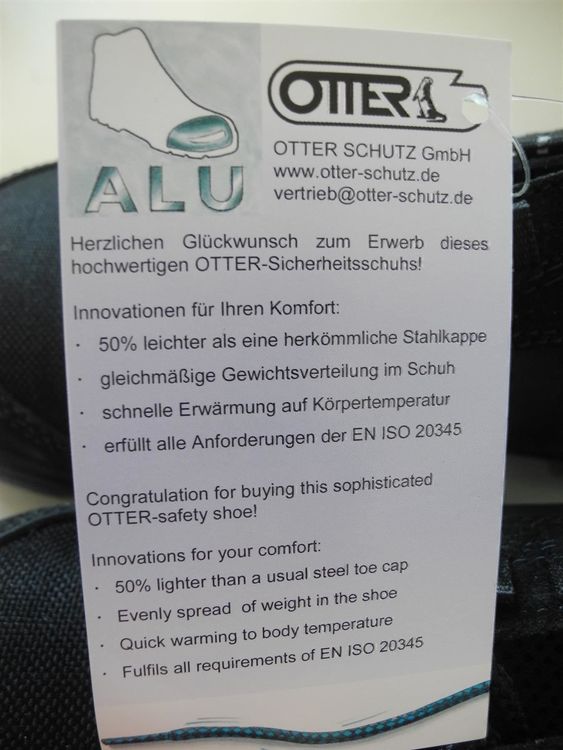 ALU
OTTER
OTTER SCHUTZ GmbH
www.otter-schutz.de
vertrieb@otter-schutz.de
Herzlichen Glückwunsch zum Erwerb dieses
hochwertigen OTTER-Sicherheitsschuhs!
Innovationen für Ihren Komfort:
· 50% leichter als eine herkömmliche Stahlkappe
· gleichmäßige Gewichtsverteilung im Schuh
· schnelle Erwärmung auf Körpertemperatur
· erfüllt alle Anforderungen der EN ISO 20345
Congratulation for buying this sophisticated
OTTER-safety shoe!
Innovations for your comfort:
· 50% lighter than a usual steel toe cap
· Evenly spread of weight in the shoe
· Quick warming to body temperature
· Fulfils all requirements of EN ISO 20345